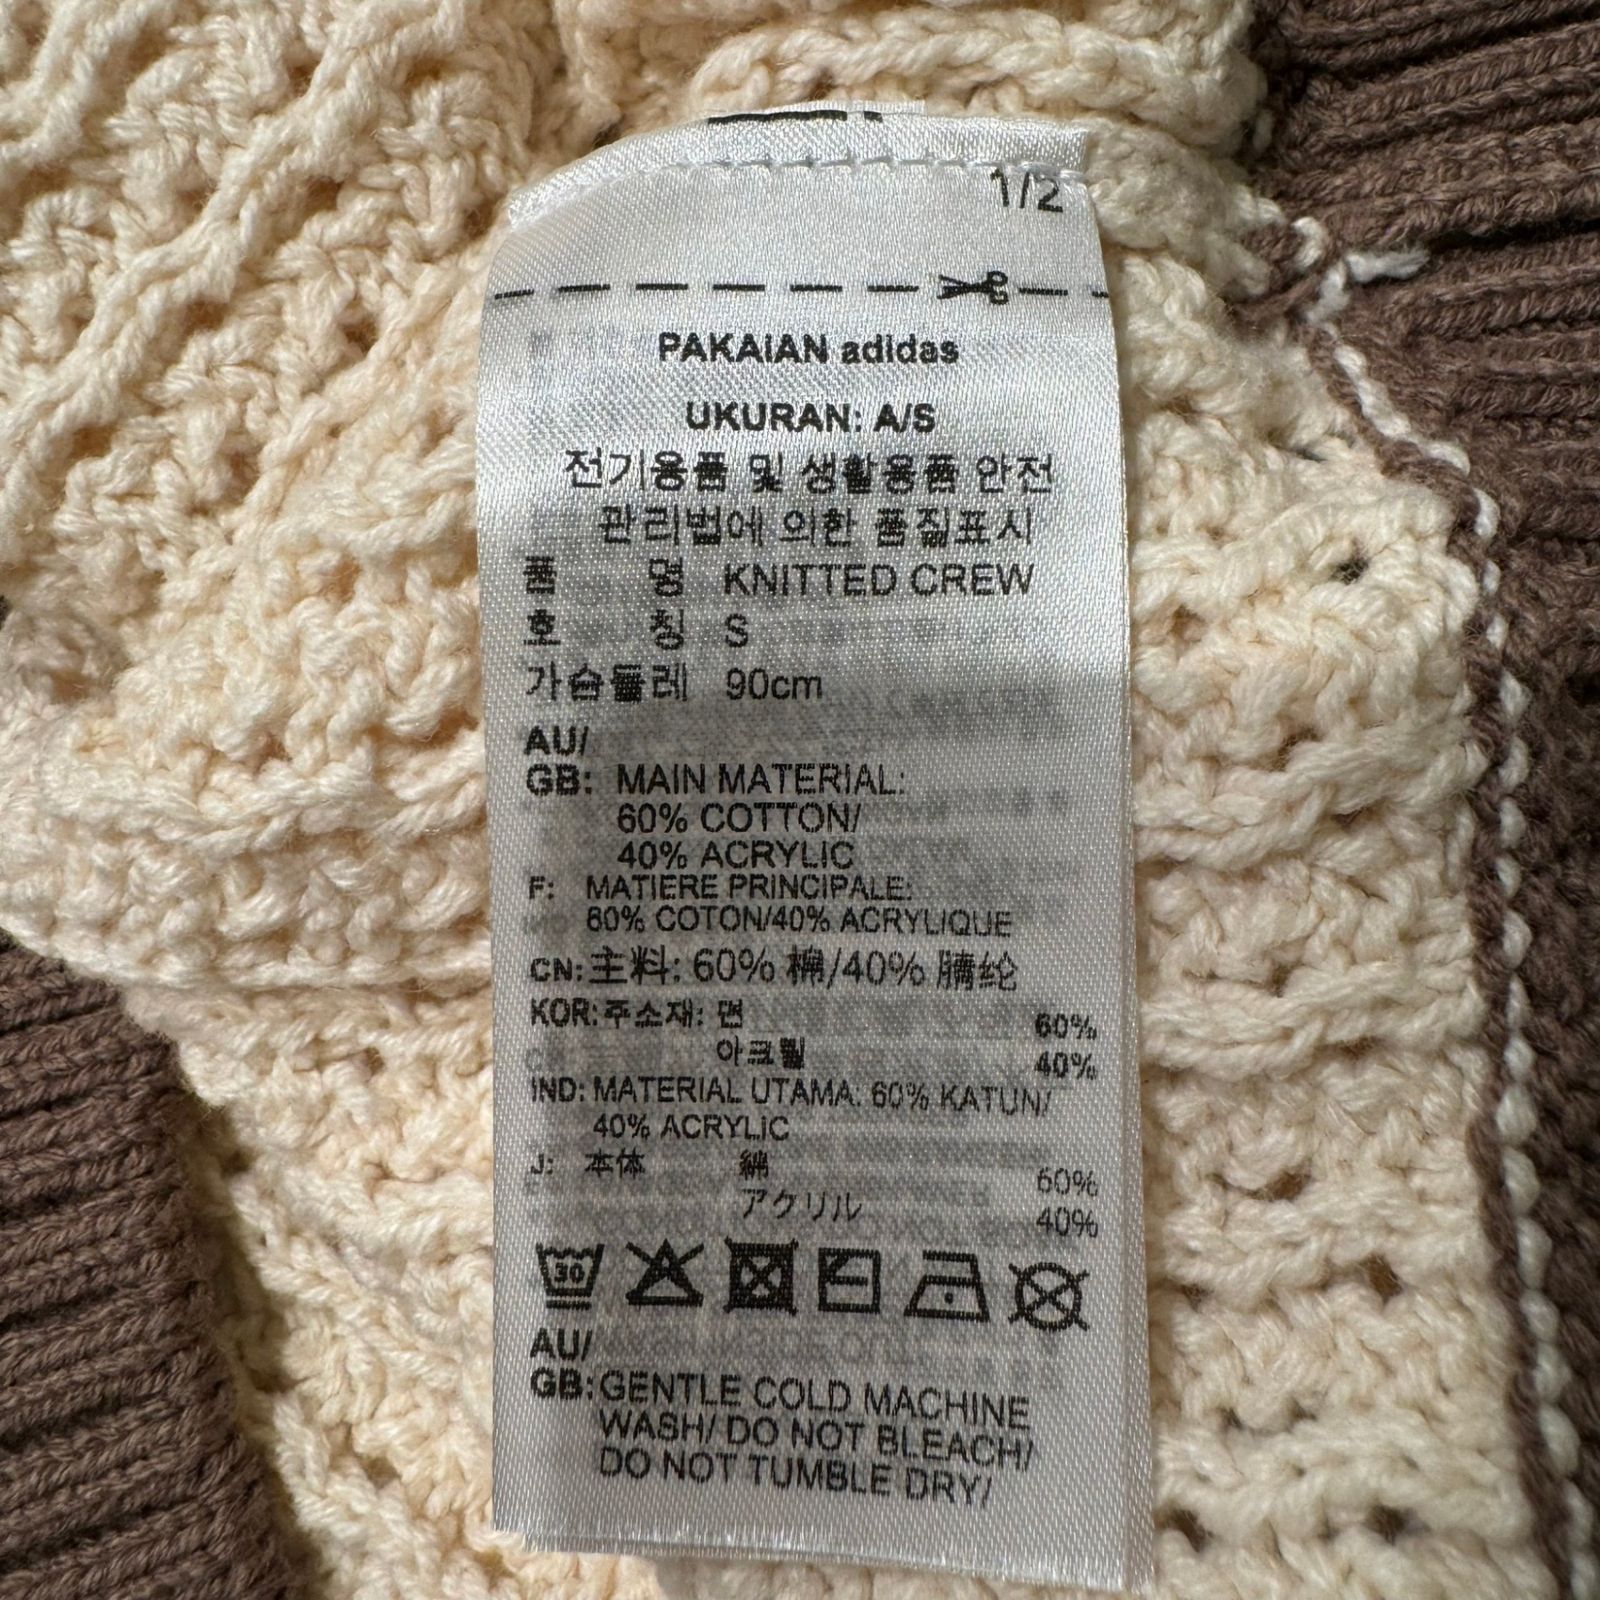 1/2
PAKAIAN adidas
UKURAN: A/S
전기용품 및 생활용품 안전
관리법에 의한 품질표시
품 명 KNITTED CREW
호 칭 S
가슴둘레 90cm
AU/
GB: MAIN MATERIAL:
60% COTTON/
40% ACRYLIC
F: MATIERE PRINCIPALE:
60% COTON/40% ACRYLIQUE
CN: 主料: 60% 棉/40% 腈纶
KOR: 주소재: 면 60%
아크릴 40%
IND: MATERIAL UTAMA: 60% KATUN/
40% ACRYLIC
J: 本体 綿 60%
アクリル 40%
30
AU/
GB: GENTLE COLD MACHINE
WASH/ DO NOT BLEACH/
DO NOT TUMBLE DRY/